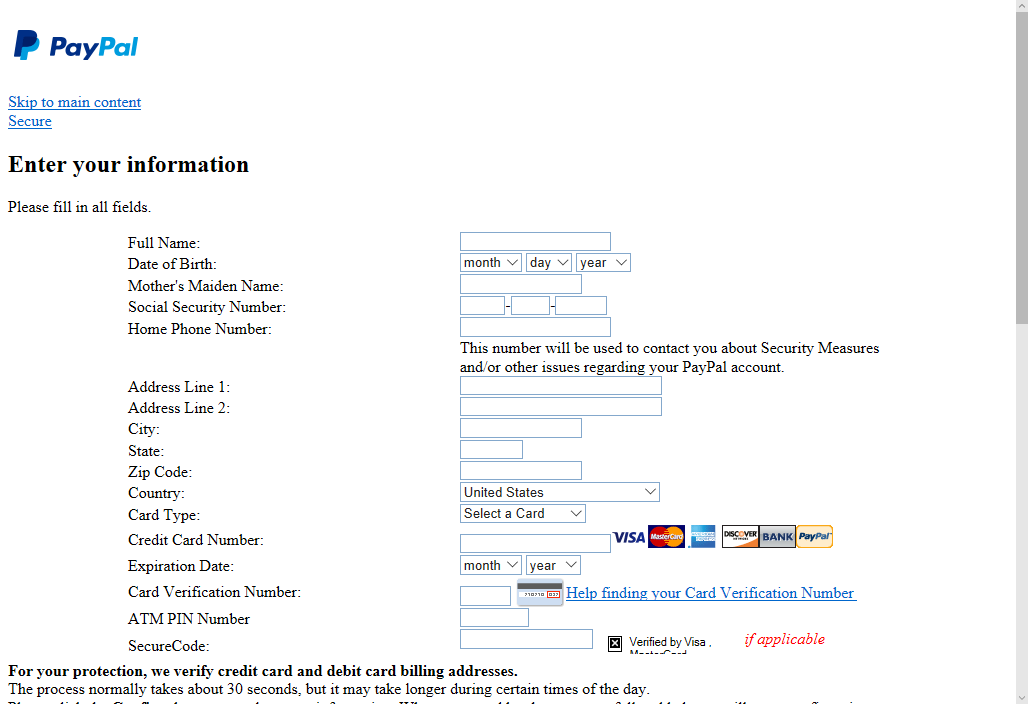 PayPal
Skip to main content
Secure
Enter your information
Please fill in all fields.
Full Name:
Date of Birth: month day year
Mother's Maiden Name:
Social Security Number: - -
Home Phone Number:
This number will be used to contact you about Security Measures
and/or other issues regarding your PayPal account.
Address Line 1:
Address Line 2:
City:
State:
Zip Code:
Country: United States
Card Type: Select a Card
Credit Card Number: VISA MasterCard DISCOVER BANK PayPal
Expiration Date: month year
Card Verification Number: Help finding your Card Verification Number
ATM PIN Number
SecureCode: Verified by Visa , if applicable
MasterCard
For your protection, we verify credit card and debit card billing addresses.
The process normally takes about 30 seconds, but it may take longer during certain times of the day.